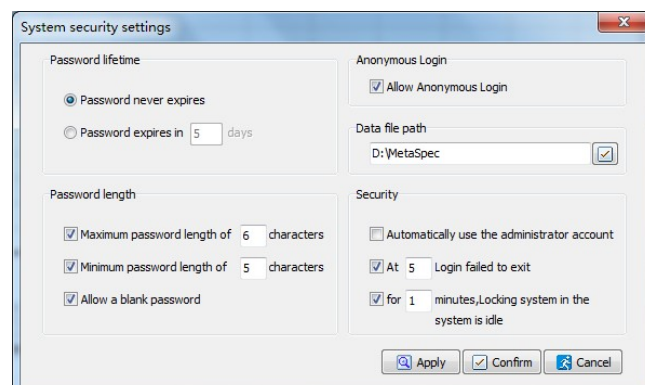 System security settings
Password lifetime
Password never expires
Password expires in 5 days
Anonymous Login
Allow Anonymous Login
Data file path
D:\MetaSpec
Password length
Maximum password length of 6 characters
Minimum password length of 5 characters
Allow a blank password
Security
Automatically use the administrator account
At 5 Login failed to exit
for 1 minutes,Locking system in the
system is idle
Apply
Confirm
Cancel